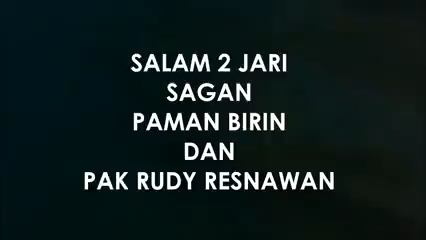 SALAM 2 JARI
SAGAN
PAMAN BIRIN
DAN
PAK RUDY RESNAWAN